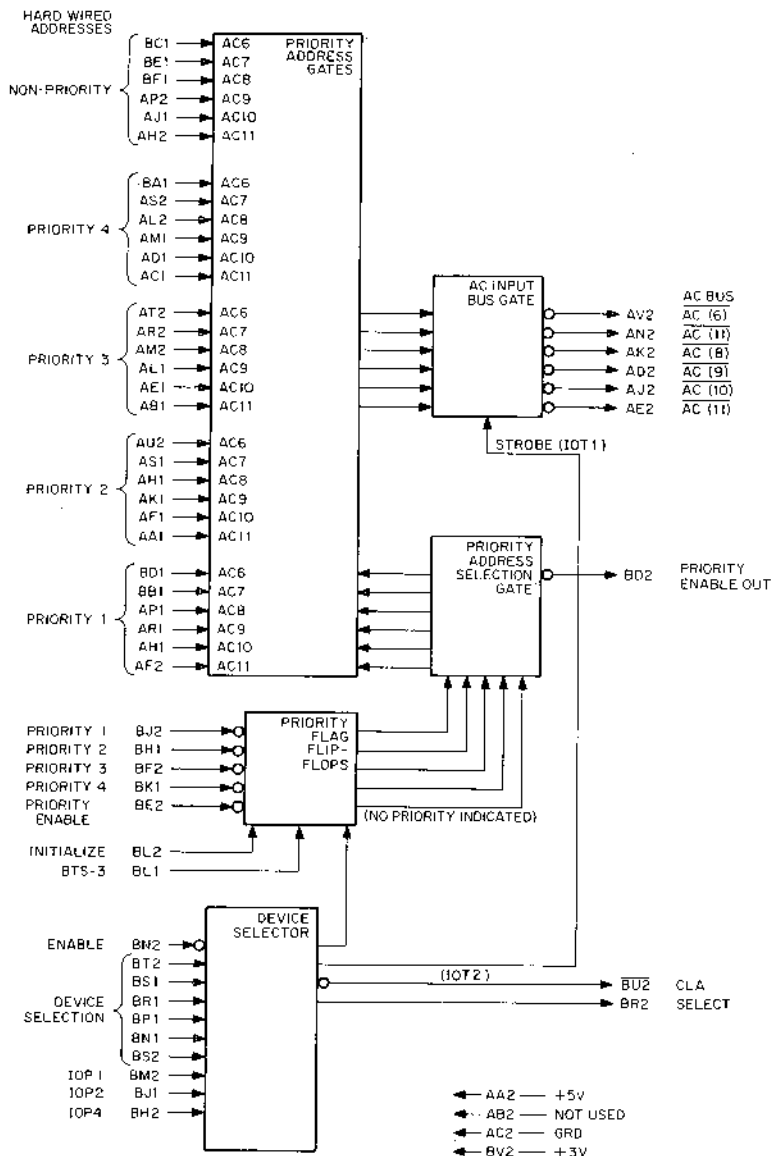 HARD WIRED
ADDRESSES
PRIORITY
ADDRESS
GATES
NON-PRIORITY
BC1 AC6
BE1 AC7
BF1 AC8
AP2 AC9
AJ1 AC10
AH2 AC11
PRIORITY 4
BA1 AC6
AS2 AC7
AL2 AC8
AM1 AC9
AD1 AC10
AC1 AC11
PRIORITY 3
AT2 AC6
AR2 AC7
AM2 AC8
AL1 AC9
AE1 AC10
AB1 AC11
AC INPUT
BUS GATE
AC BUS
AV2 AC (6)
AN2 AC (11)
AK2 AC (8)
AD2 AC (9)
AJ2 AC (10)
AE2 AC (11)
STROBE (IOT1)
PRIORITY 2
AU2 AC6
AS1 AC7
AH1 AC8
AK1 AC9
AF1 AC10
AA1 AC11
PRIORITY 1
BD1 AC6
BB1 AC7
AP1 AC8
AR1 AC9
AH1 AC10
AF2 AC11
PRIORITY
ADDRESS
SELECTION
GATE
BD2 PRIORITY
ENABLE OUT
PRIORITY
FLAG
FLIP-
FLOPS
PRIORITY 1 BJ2
PRIORITY 2 BH1
PRIORITY 3 BF2
PRIORITY 4 BK1
PRIORITY BE2
ENABLE
(NO PRIORITY INDICATED)
INITIALIZE BL2
BTS-3 BL1
DEVICE
SELECTOR
ENABLE BN2
DEVICE
SELECTION
BT2
BS1
BR1
BP1
BN1
BS2
IOP1 BM2
IOP2 BJ1
IOP4 BH2
(IOT2)
BU2 CLA
BR2 SELECT
AA2 +5V
AB2 NOT USED
AC2 GRD
BV2 +3V